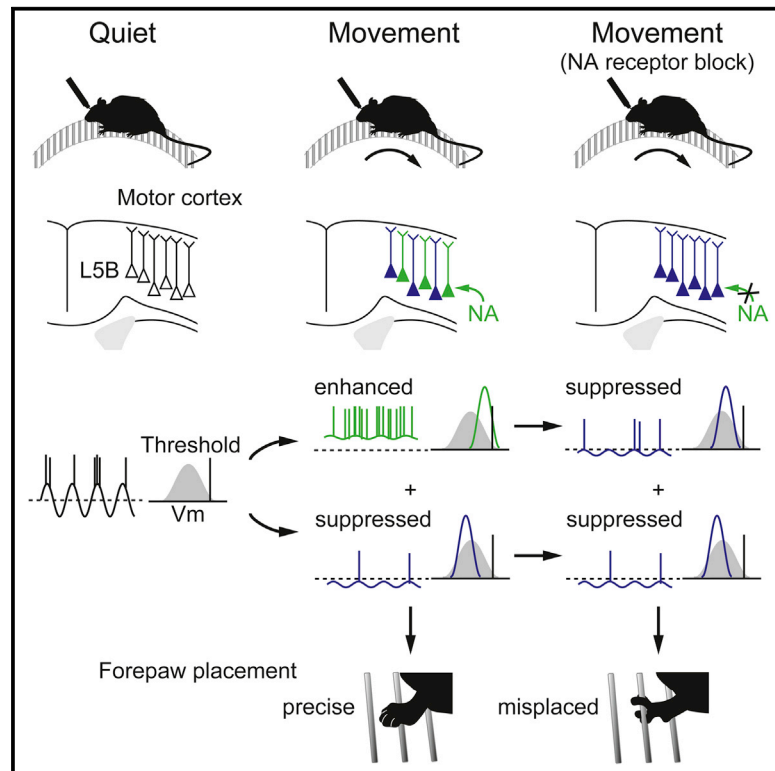 Quiet
Movement
Movement
(NA receptor block)
Motor cortex
L5B
NA
NA
enhanced
suppressed
Threshold
Vm
+
+
suppressed
suppressed
Forepaw placement
precise
misplaced